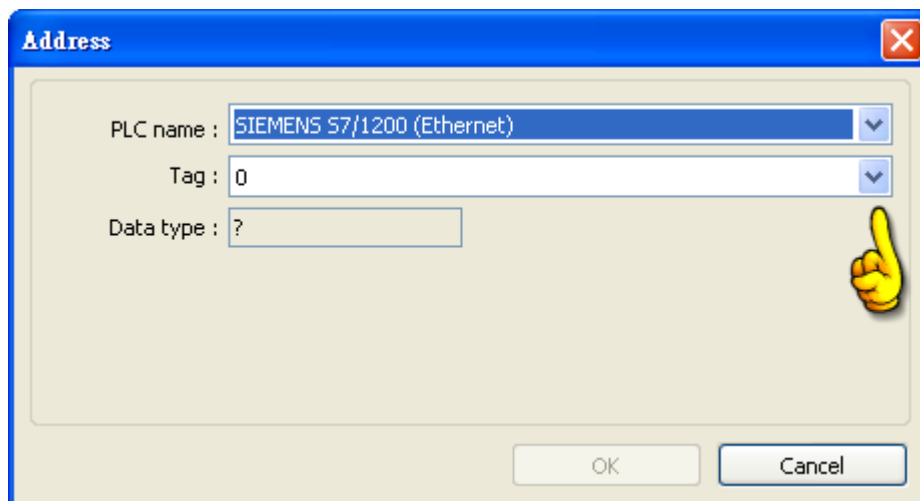 Address
PLC name : SIEMENS S7/1200 (Ethernet)
Tag : 0
Data type : ?
OK Cancel